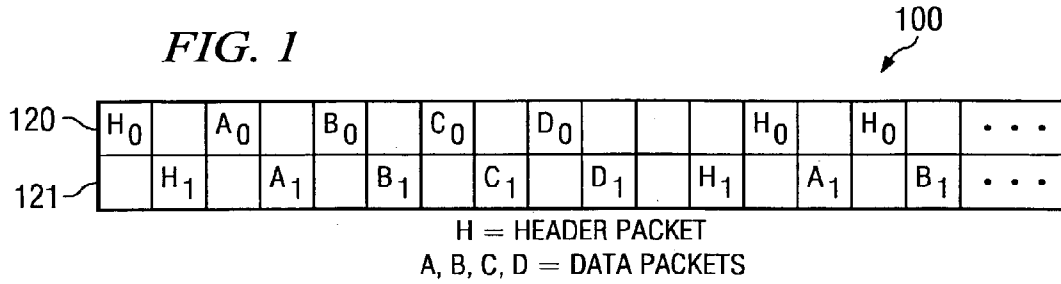 FIG. 1
100
120 H0 A0 B0 C0 D0 H0 H0 • • •
121 H1 A1 B1 C1 D1 H1 A1 B1 • • •
H = HEADER PACKET
A, B, C, D = DATA PACKETS